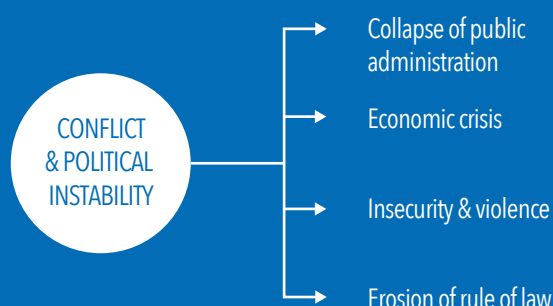 CONFLICT
& POLITICAL
INSTABILITY
Collapse of public
administration
Economic crisis
Insecurity & violence
Erosion of rule of law